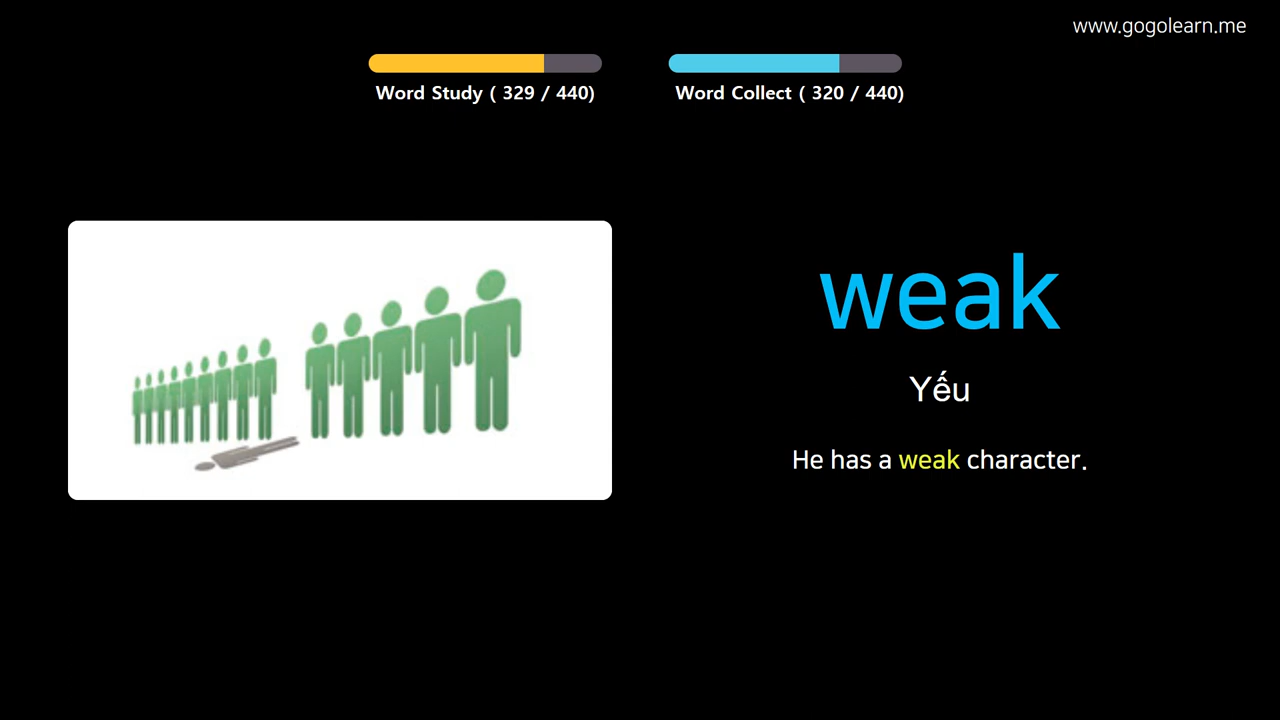 www.gogolearn.me
Word Study ( 329 / 440)
Word Collect ( 320 / 440)
weak
Yếu
He has a weak character.